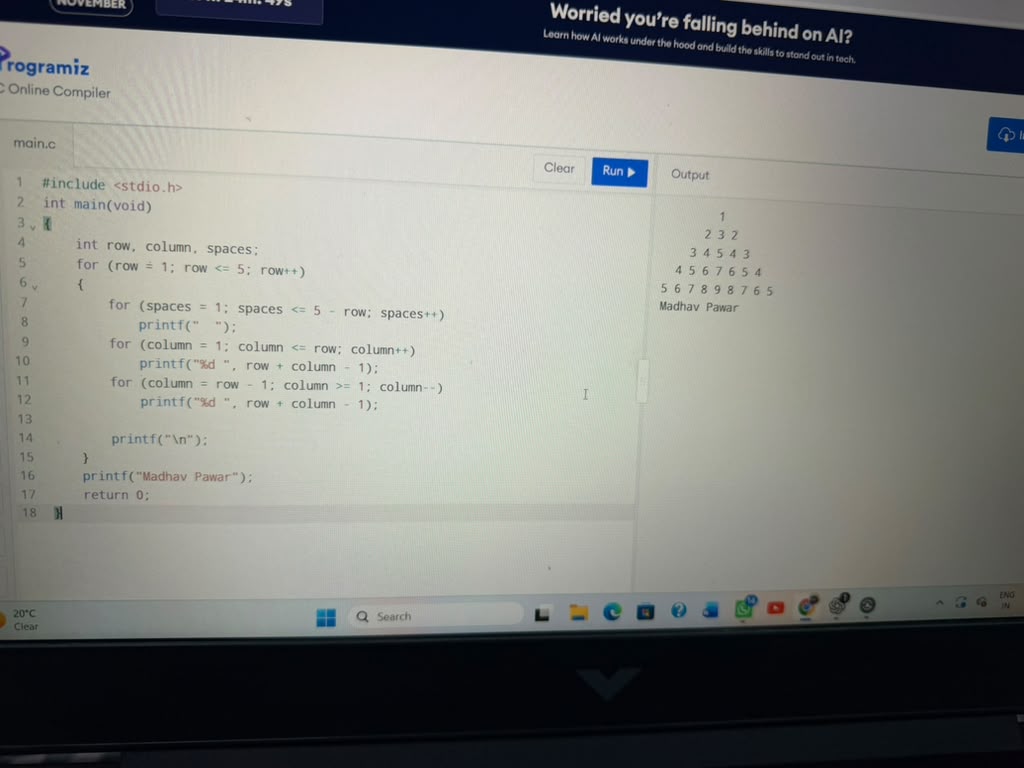 NOVEMBER
Worried you're falling behind on AI?
Learn how AI works under the hood and build the skills to stand out in tech.
Programiz
C Online Compiler
main.c
Clear
Run
Output
1 #include <stdio.h>
2 int main(void)
3 {
4 int row, column, spaces;
5 for (row = 1; row <= 5; row++)
6 {
7 for (spaces = 1; spaces <= 5 - row; spaces++)
8 printf("  ");
9 for (column = 1; column <= row; column++)
10 printf("%d ", row + column - 1);
11 for (column = row - 1; column >= 1; column--)
12 printf("%d ", row + column - 1);
13
14 printf("\n");
15 }
16 printf("Madhav Pawar");
17 return 0;
18 }
1
2 3 2
3 4 5 4 3
4 5 6 7 6 5 4
5 6 7 8 9 8 7 6 5
Madhav Pawar
20°C
Clear
Search
ENG
IN